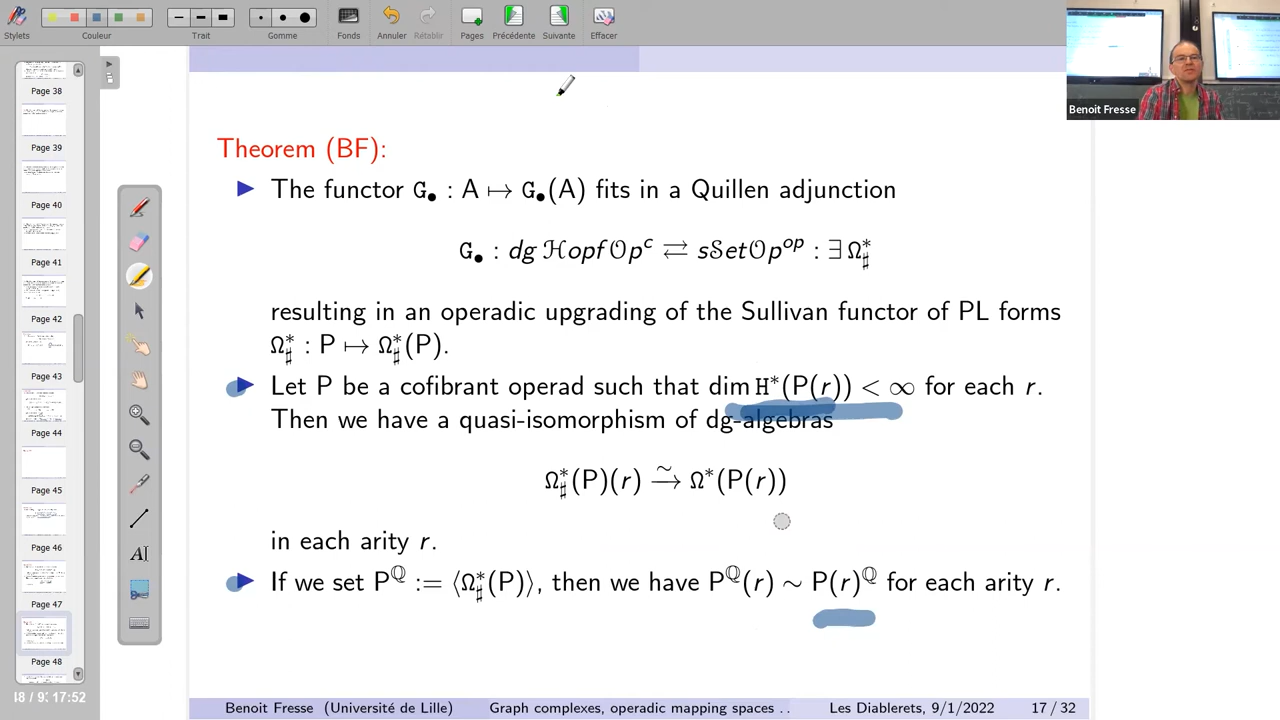 Stylets Couleur Trait Gomme Fonds Annuler Rétablir Pages Précédente Suivante Effacer
Benoit Fresse
Page 38
Page 39
Page 40
Page 41
Page 42
Page 43
Page 44
Page 45
Page 46
Page 47
Page 48
17:52
Theorem (BF):
The functor G• : A ↦ G•(A) fits in a Quillen adjunction
G• : dg HopfOpᶜ ⇄ sSetOpᵒᵖ : ∃ Ω♯*
resulting in an operadic upgrading of the Sullivan functor of PL forms
Ω♯* : P ↦ Ω♯*(P).
Let P be a cofibrant operad such that dim H*(P(r)) < ∞ for each r.
Then we have a quasi-isomorphism of dg-algebras
Ω♯*(P)(r) →~ Ω*(P(r))
in each arity r.
If we set P^ℚ := ⟨Ω♯*(P)⟩, then we have P^ℚ(r) ∼ P(r)^ℚ for each arity r.
Benoit Fresse (Université de Lille) Graph complexes, operadic mapping spaces .. Les Diablerets, 9/1/2022 17 / 32